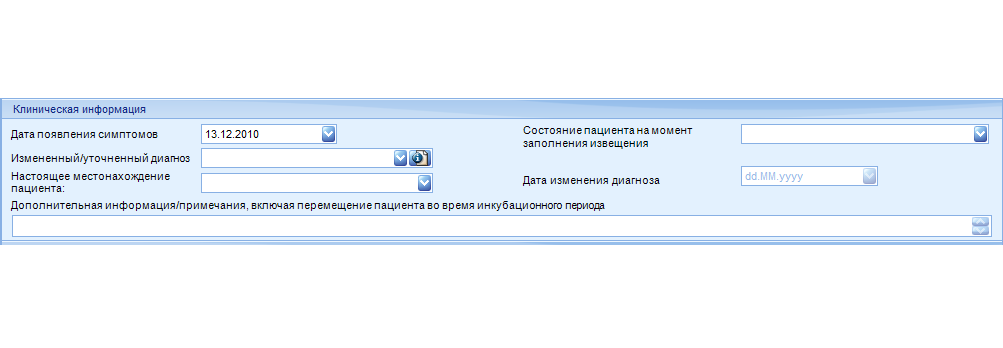 Клиническая информация
Дата появления симптомов
13.12.2010
Состояние пациента на момент
заполнения извещения
Измененный/уточненный диагноз
Настоящее местонахождение
пациента:
Дата изменения диагноза
dd.MM.yyyy
Дополнительная информация/примечания, включая перемещение пациента во время инкубационного периода